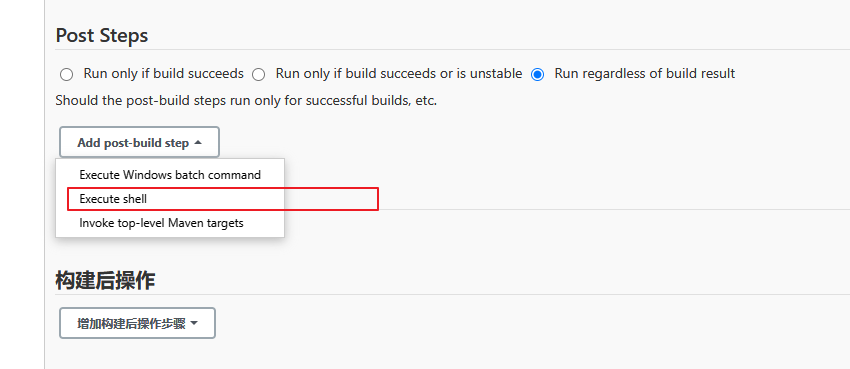 Post Steps
Run only if build succeeds Run only if build succeeds or is unstable Run regardless of build result
Should the post-build steps run only for successful builds, etc.
Add post-build step
Execute Windows batch command
Execute shell
Invoke top-level Maven targets
构建后操作
增加构建后操作步骤